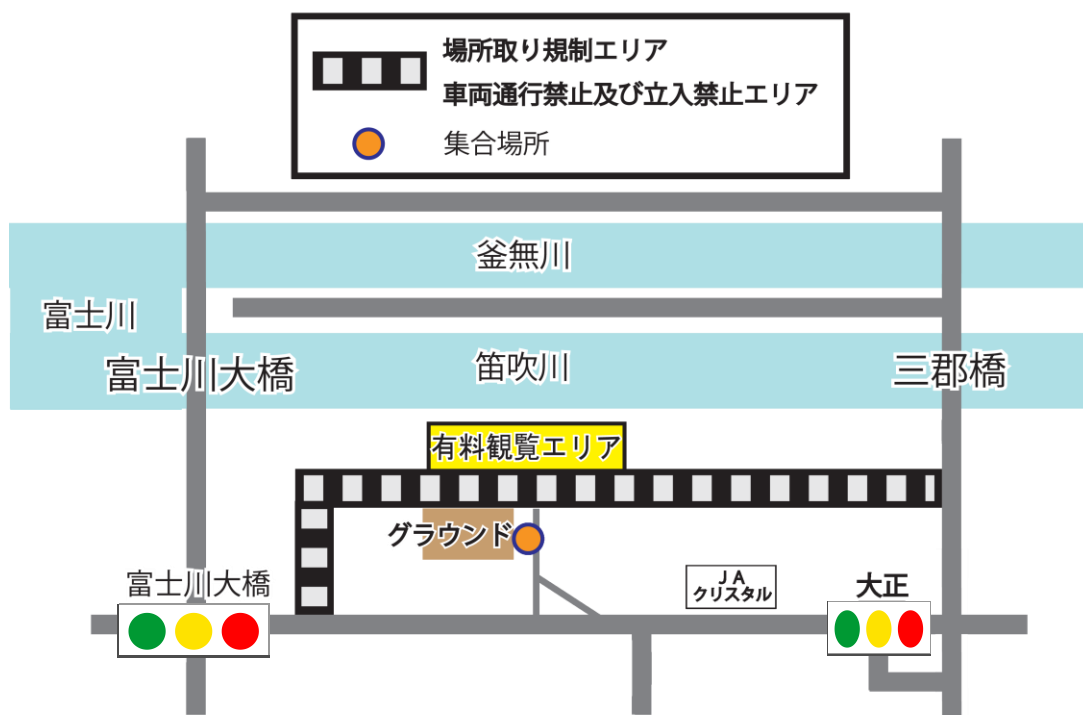 場所取り規制エリア
車両通行禁止及び立入禁止エリア
集合場所
釜無川
富士川
富士川大橋
笛吹川
三郡橋
有料観覧エリア
グラウンド
富士川大橋
JA
クリスタル
大正